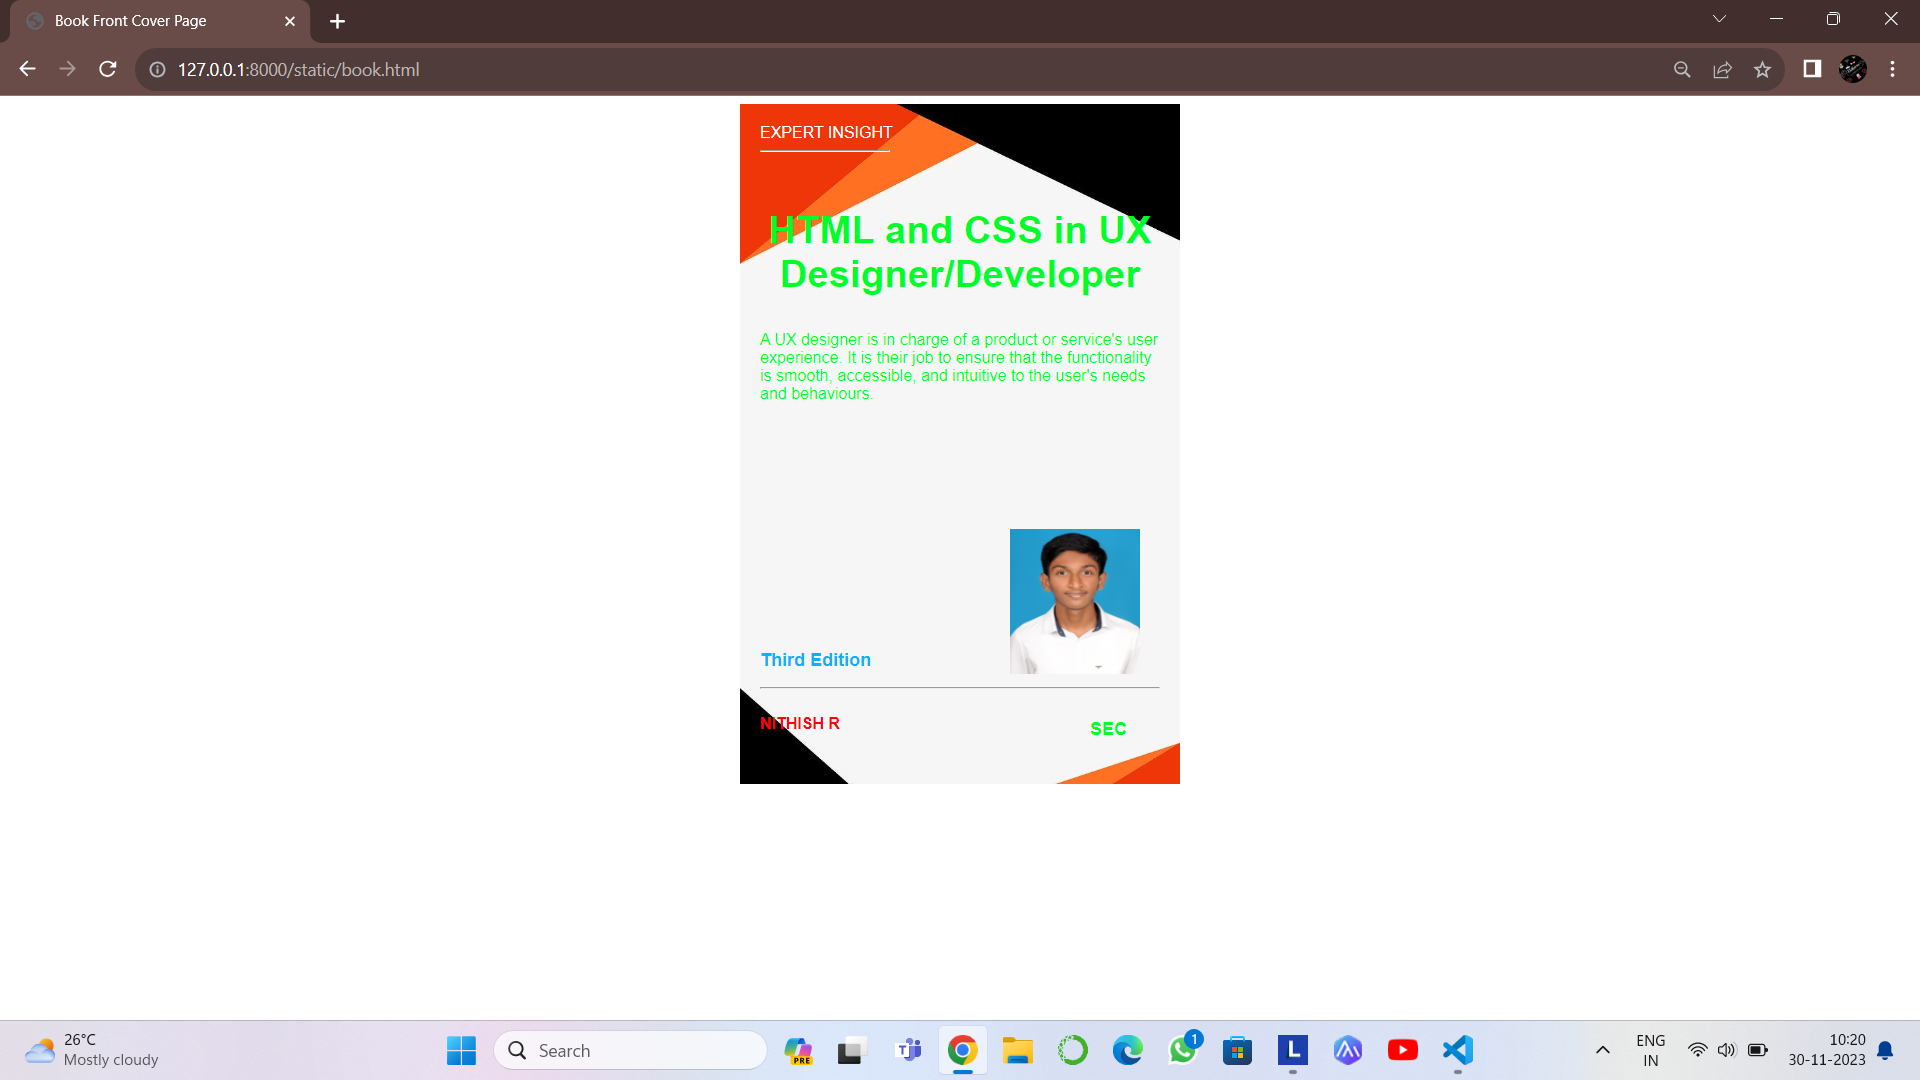 Book Front Cover Page
127.0.0.1:8000/static/book.html
EXPERT INSIGHT
HTML and CSS in UX
Designer/Developer
A UX designer is in charge of a product or service's user
experience. It is their job to ensure that the functionality
is smooth, accessible, and intuitive to the user's needs
and behaviours.
Third Edition
NITHISH R
SEC
26°C
Mostly cloudy
Search
PRE
T
L
1
ENG
IN
10:20
30-11-2023